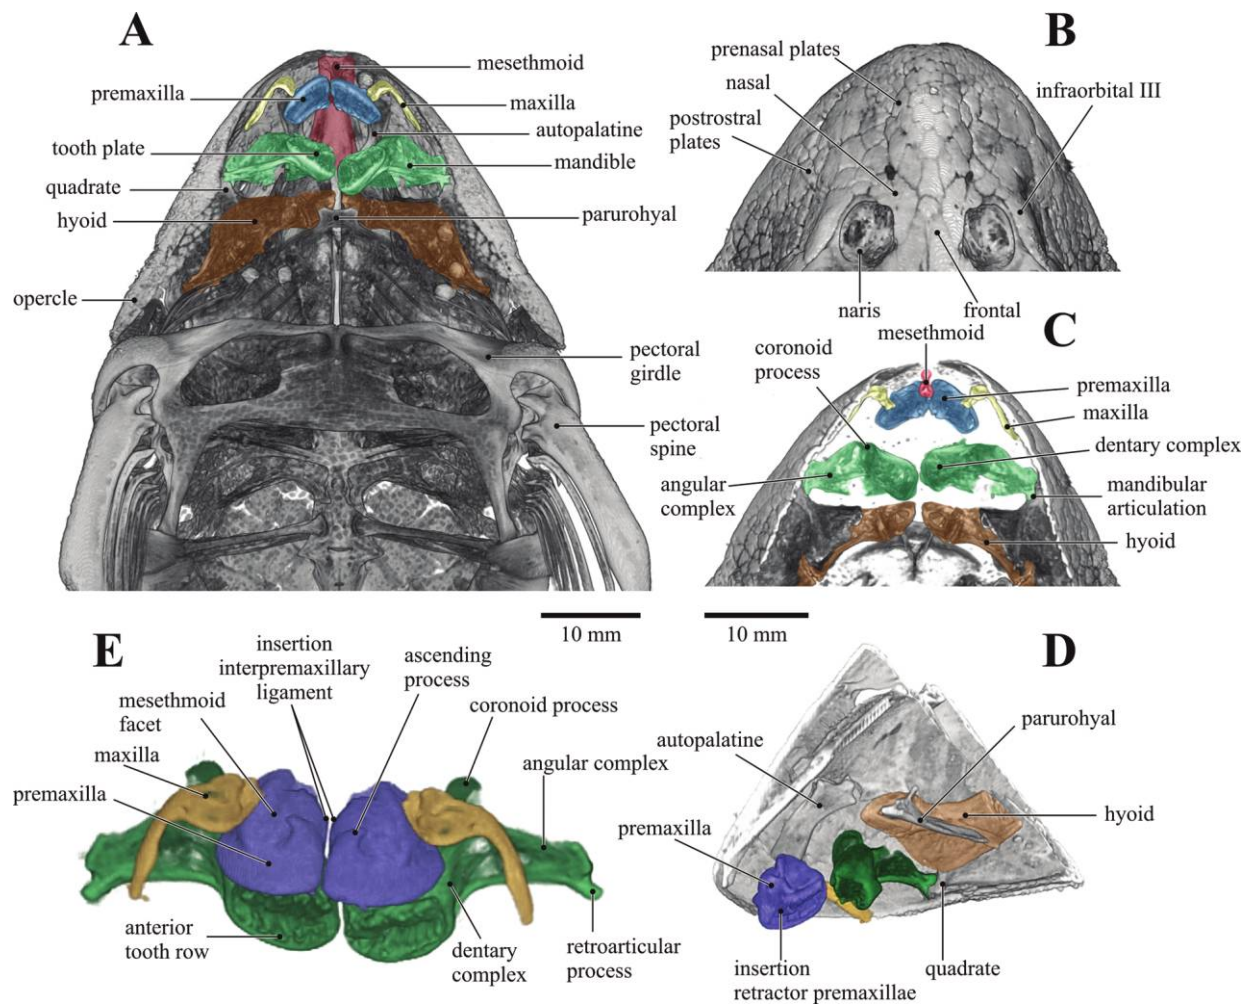 A
mesethmoid
premaxilla
maxilla
autopalatine
tooth plate
mandible
quadrate
hyoid
parurohyal
opercle
pectoral
girdle
pectoral
spine
10 mm
B
prenasal plates
nasal
infraorbital III
postrostral
plates
naris
frontal
C
mesethmoid
coronoid
process
premaxilla
maxilla
dentary complex
angular
complex
mandibular
articulation
hyoid
10 mm
E
insertion
interpremaxillary
ligament
ascending
process
mesethmoid
facet
coronoid process
maxilla
angular complex
premaxilla
anterior
tooth row
dentary
complex
retroarticular
process
D
parurohyal
autopalatine
premaxilla
hyoid
insertion
retractor premaxillae
quadrate